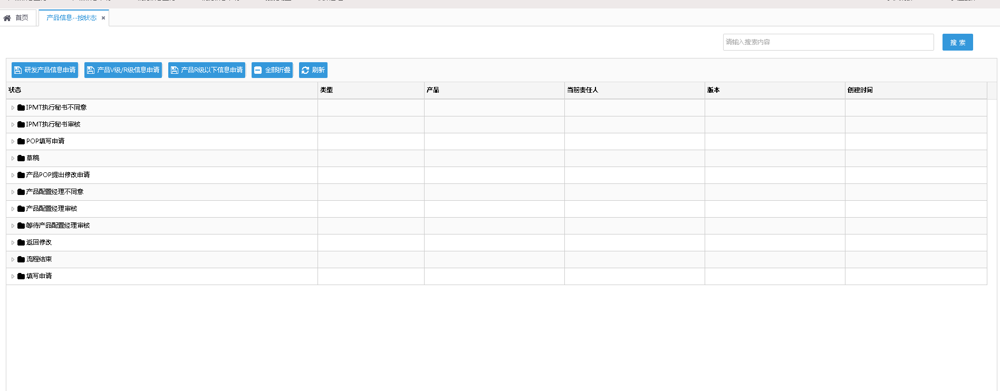 首页
产品信息--按状态
请输入搜索内容
搜 索
研发产品信息申请 产品V级/R级信息申请 产品R级以下信息申请 全部折叠 刷新
状态 类型 产品 当前责任人 版本 创建时间
IPMT执行秘书不同意
IPMT执行秘书审核
POP填写申请
草稿
产品POP提出修改申请
产品配置经理不同意
产品配置经理审核
等待产品配置经理审核
返回修改
流程结束
填写申请